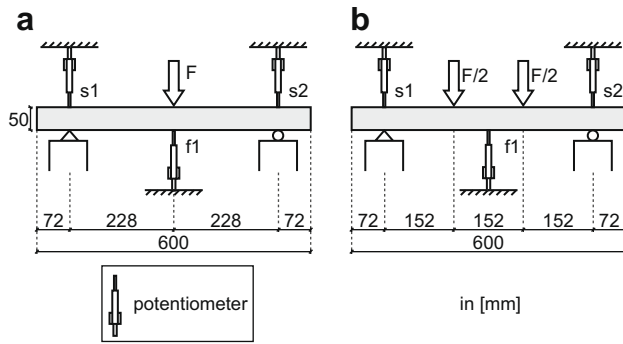 a
b
F
F/2
F/2
s1
s2
s1
s2
50
f1
f1
72
228
228
72
72
152
152
152
72
600
600
potentiometer
in [mm]